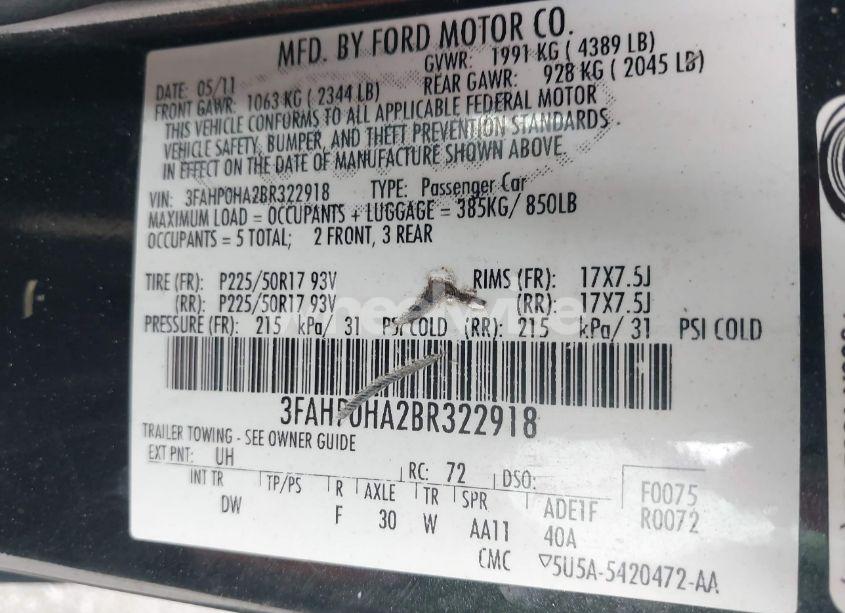 MFD. BY FORD MOTOR CO.
DATE: 05/11 GVWR: 1991 KG ( 4389 LB)
FRONT GAWR: 1063 KG ( 2344 LB) REAR GAWR: 928 KG ( 2045 LB)
THIS VEHICLE CONFORMS TO ALL APPLICABLE FEDERAL MOTOR
VEHICLE SAFETY, BUMPER, AND THEFT PREVENTION STANDARDS
IN EFFECT ON THE DATE OF MANUFACTURE SHOWN ABOVE.
VIN: 3FAHP0HA2BR322918 TYPE: Passenger Car
MAXIMUM LOAD = OCCUPANTS + LUGGAGE = 385KG/ 850LB
OCCUPANTS = 5 TOTAL; 2 FRONT, 3 REAR
TIRE (FR): P225/50R17 93V RIMS (FR): 17X7.5J
(RR): P225/50R17 93V (RR): 17X7.5J
PRESSURE (FR): 215 kPa/ 31 PSI COLD (RR): 215 kPa/ 31 PSI COLD
3FAHP0HA2BR322918
TRAILER TOWING - SEE OWNER GUIDE
EXT PNT: UH RC: 72 DSO:
INT TR TP/PS R AXLE TR SPR ADE1F F0075
DW F 30 W AA11 40A R0072
CMC ▽5U5A-5420472-AA